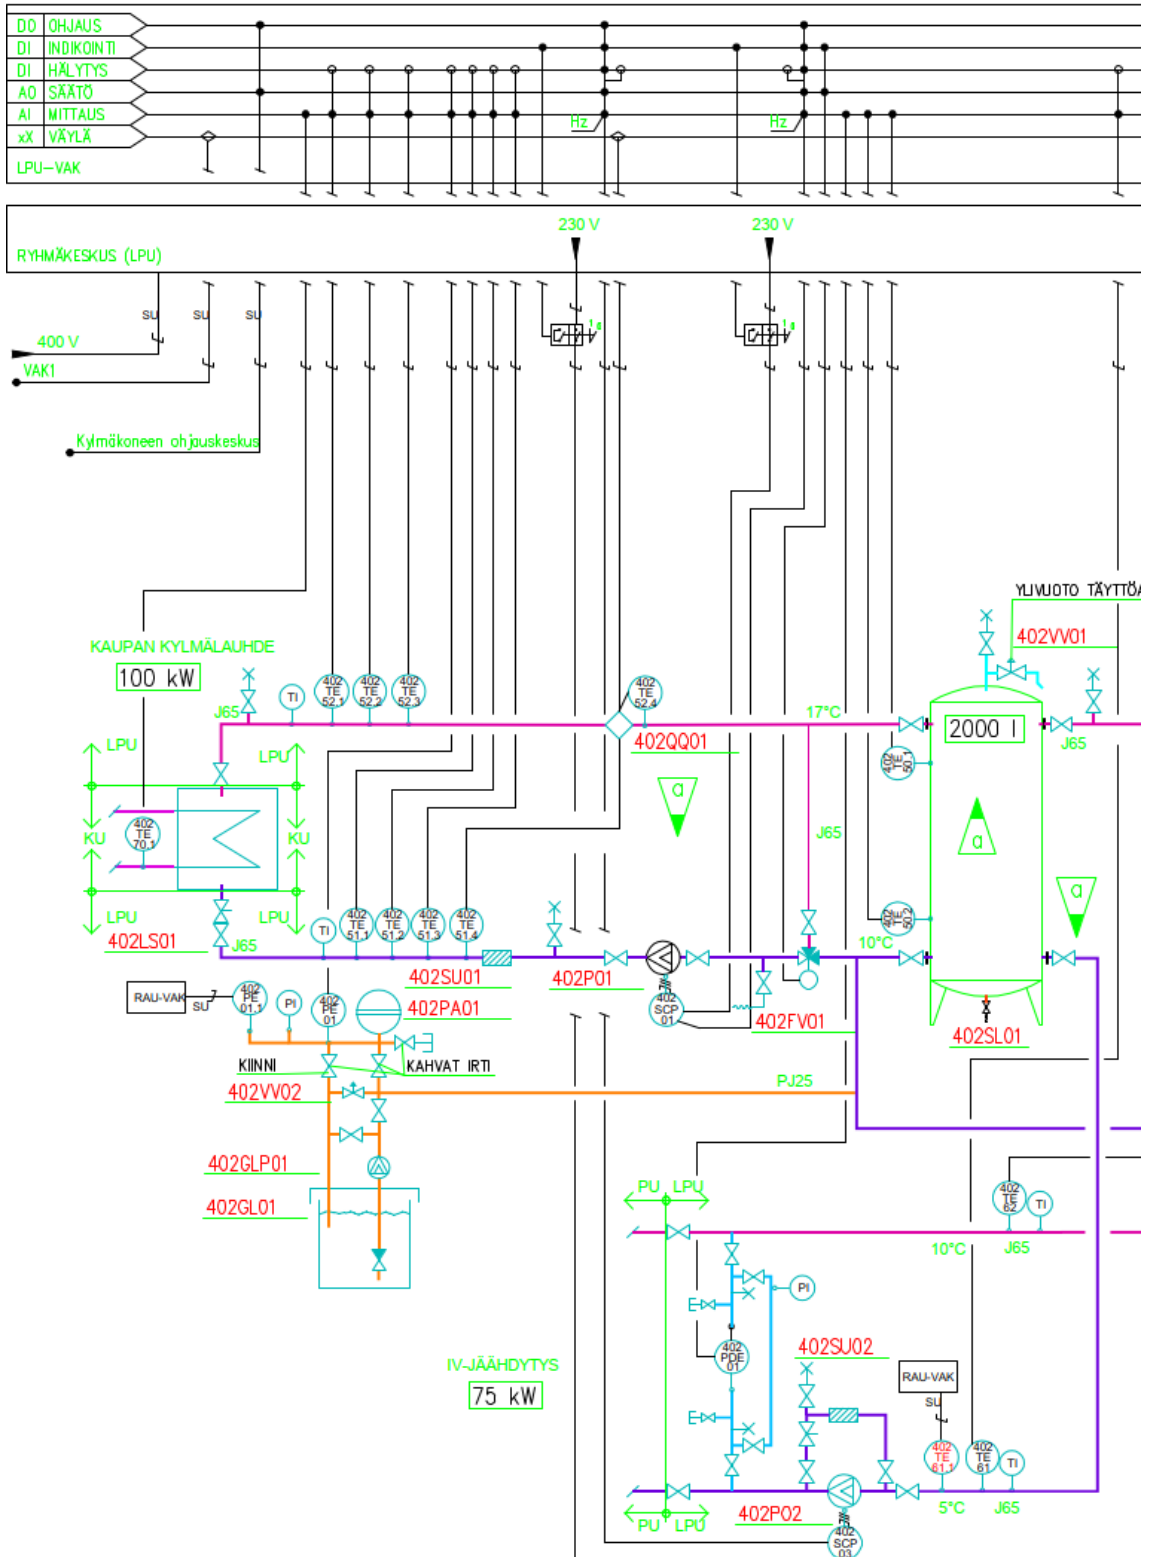 DO OHJAUS
DI INDIKOINTI
DI HÄLYTYS
AO SÄÄTÖ
AI MITTAUS
xX VÄYLÄ
Hz
Hz
LPU-VAK
230 V
230 V
RYHMÄKESKUS (LPU)
SU
SU
SU
400 V
VAK1
Kylmäkoneen ohjauskeskus
YLIVUOTO TÄYTTÖA
402VV01
KAUPAN KYLMÄLAUHDE
100 kW
402 TE 52.1
402 TE 52.2
402 TE 52.3
402 TE 52.4
TI
J65
17°C
2000 l
402QQ01
J65
LPU
LPU
402 TE 50.1
a
KU
KU
402 TE 70.1
J65
a
a
LPU
LPU
402 TE 51.1
402 TE 51.2
402 TE 51.3
402 TE 51.4
402 TE 50.2
TI
402LS01
J65
10°C
402SU01
402P01
RAU-VAK
SU
402 PE 01.1
PI
402 PE 01
402PA01
402 SCP 01
402FV01
402SL01
KIINNI
KAHVAT IRTI
402VV02
PJ25
402GLP01
402GL01
PU
LPU
402 TE 62
TI
10°C
J65
PI
402 PDE 01
402SU02
IV-JÄÄHDYTYS
75 kW
RAU-VAK
SU
402 TE 61.1
402 TE 61
TI
PU
LPU
402P02
5°C
J65
402 SCP 03